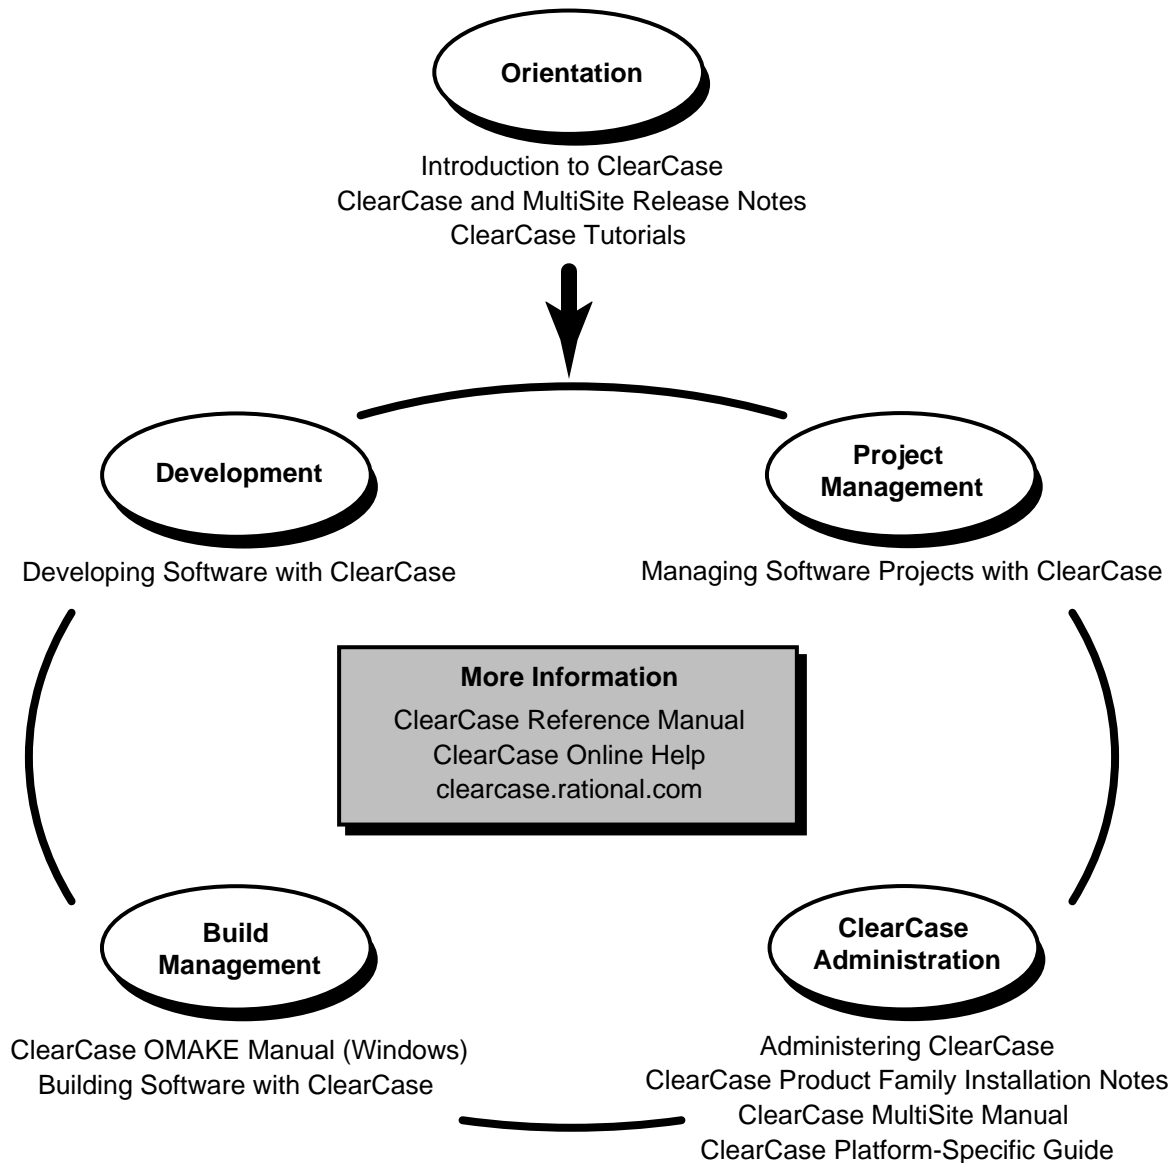 Orientation
Introduction to ClearCase
ClearCase and MultiSite Release Notes
ClearCase Tutorials
Development
Developing Software with ClearCase
Project
Management
Managing Software Projects with ClearCase
More Information
ClearCase Reference Manual
ClearCase Online Help
clearcase.rational.com
Build
Management
ClearCase OMAKE Manual (Windows)
Building Software with ClearCase
ClearCase
Administration
Administering ClearCase
ClearCase Product Family Installation Notes
ClearCase MultiSite Manual
ClearCase Platform-Specific Guide